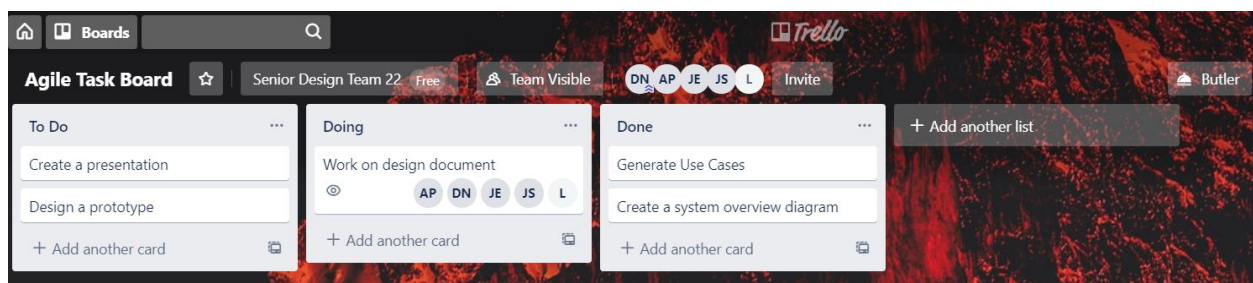 Boards
Trello
Agile Task Board Senior Design Team 22 Free Team Visible DN AP JE JS L Invite Butler
To Do
Create a presentation
Design a prototype
+ Add another card
Doing
Work on design document
AP DN JE JS L
+ Add another card
Done
Generate Use Cases
Create a system overview diagram
+ Add another card
+ Add another list